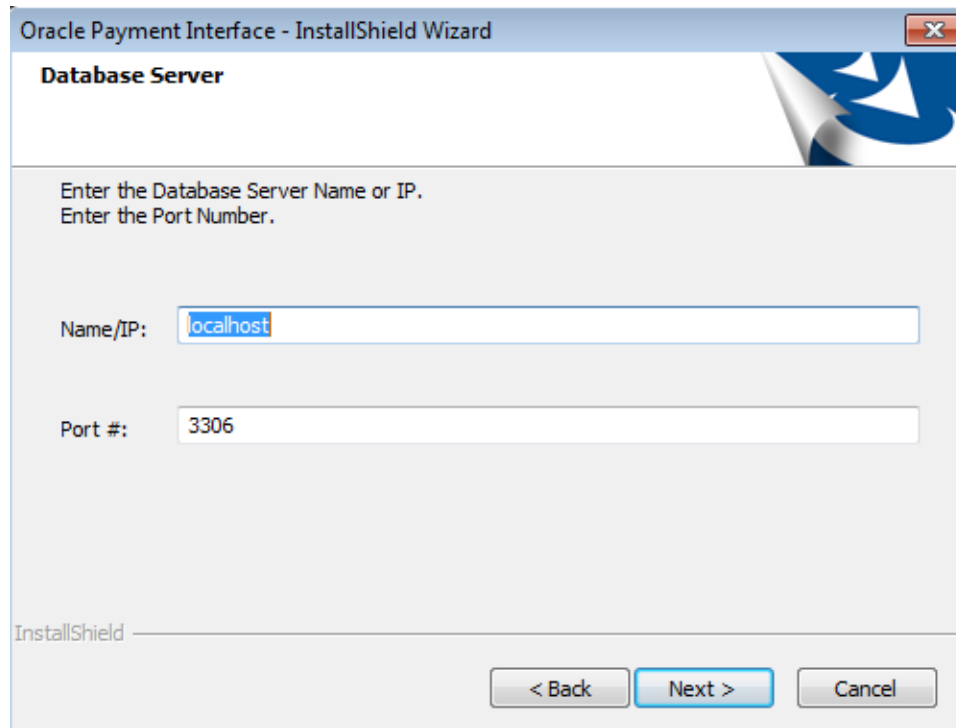 Oracle Payment Interface - InstallShield Wizard
Database Server
Enter the Database Server Name or IP.
Enter the Port Number.
Name/IP: localhost
Port #: 3306
InstallShield
< Back Next > Cancel